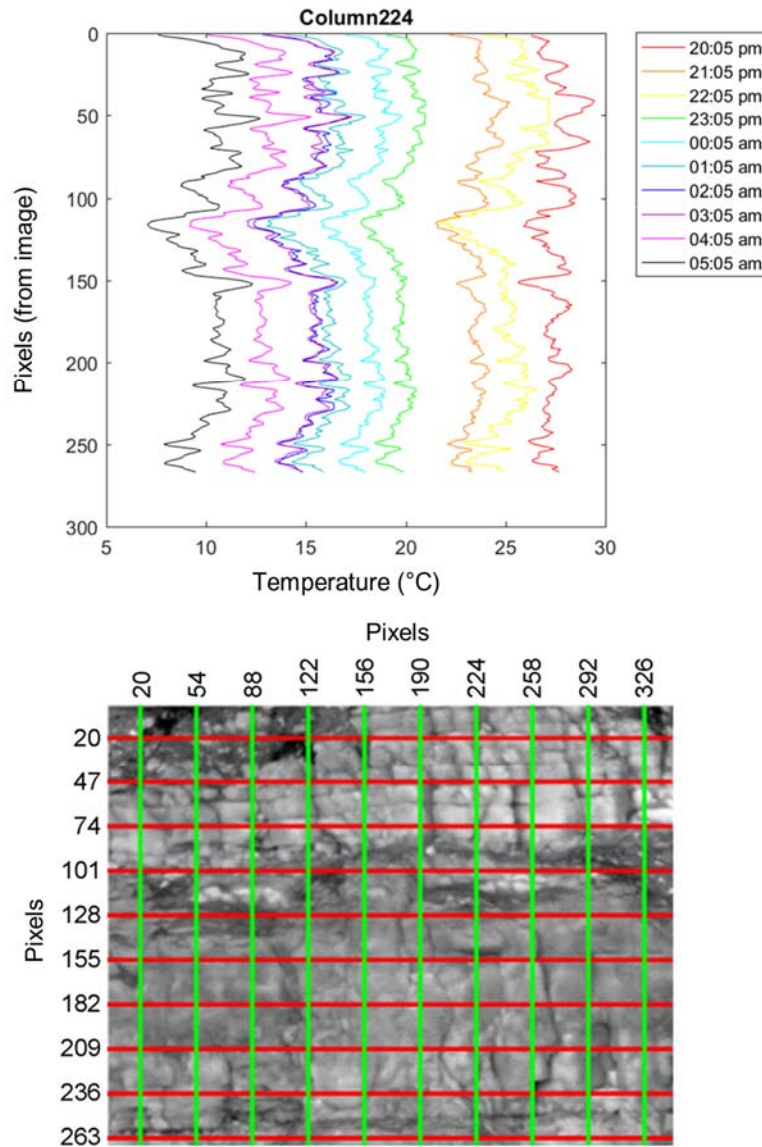 Column224
0
50
100
150
200
250
300
Pixels (from image)
5 10 15 20 25 30
Temperature (°C)
20:05 pm
21:05 pm
22:05 pm
23:05 pm
00:05 am
01:05 am
02:05 am
03:05 am
04:05 am
05:05 am
Pixels
20 54 88 122 156 190 224 258 292 326
Pixels
20
47
74
101
128
155
182
209
236
263